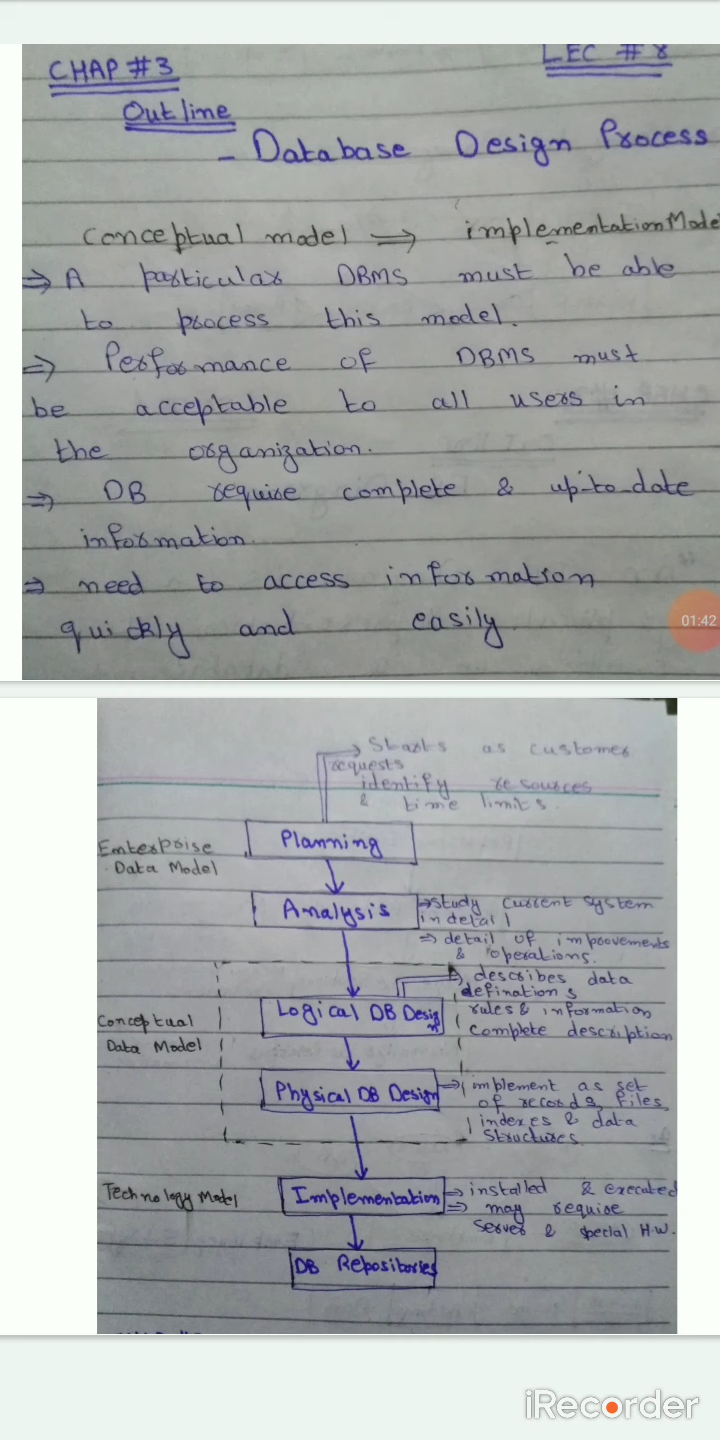 CHAP #3
LEC # 8
Outline
- Database Design Process
conceptual model ⇒ implementation Mode
⇒ A particular DBMS must be able
to process this model.
⇒ Performance of DBMS must
be acceptable to all users in
the organization.
⇒ DB require complete & up-to-date
information.
⇒ need to access information
quickly and easily.
01:42
Starts as customer
requests
identify resources
& time limits.
Enterprise
Data Model
Planning
Analysis
⇒ study current system
in detail
⇒ detail of improvements
& operations.
Conceptual
Data Model
Logical DB Design
⇒ describes data
definations
rules & information
complete description
Physical DB Design
⇒ implement as set
of records, files,
indexes & data
structures.
Technology Model
Implementation
⇒ installed & executed
⇒ may require
server & special H.W.
DB Repositories
iRecorder